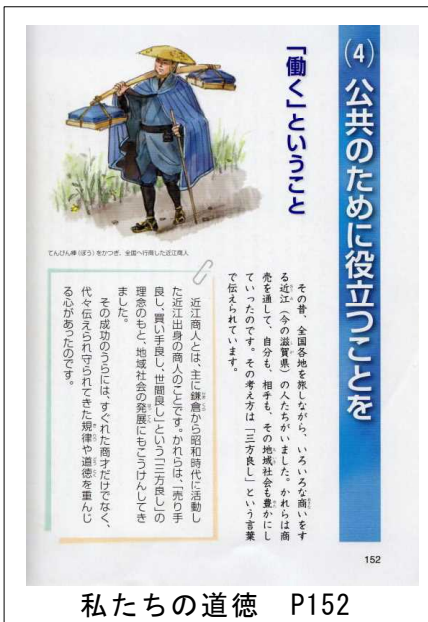 (4) 公共のために役立つことを
「働く」ということ
てんびん棒(ぼう)をかつぎ、全国へ行商した近江商人
その昔、全国各地を旅しながら、いろいろな商いをす
る近江(今の滋賀県)の人たちがいました。かれらは商
売を通して、自分も、相手も、その地域社会も豊かにし
ていったのです。その考え方は「三方良し」という言葉
で伝えられています。
近江商人とは、主に鎌倉から昭和時代に活動し
た近江出身の商人のことです。かれらは、「売り手
良し、買い手良し、世間良し」という「三方良し」の
理念のもと、地域社会の発展にもこうけんしてき
ました。
その成功のうらには、すぐれた商才だけでなく、
代々伝えられ守られてきた規律や道徳を重んじ
る心があったのです。
152
私たちの道徳 P152